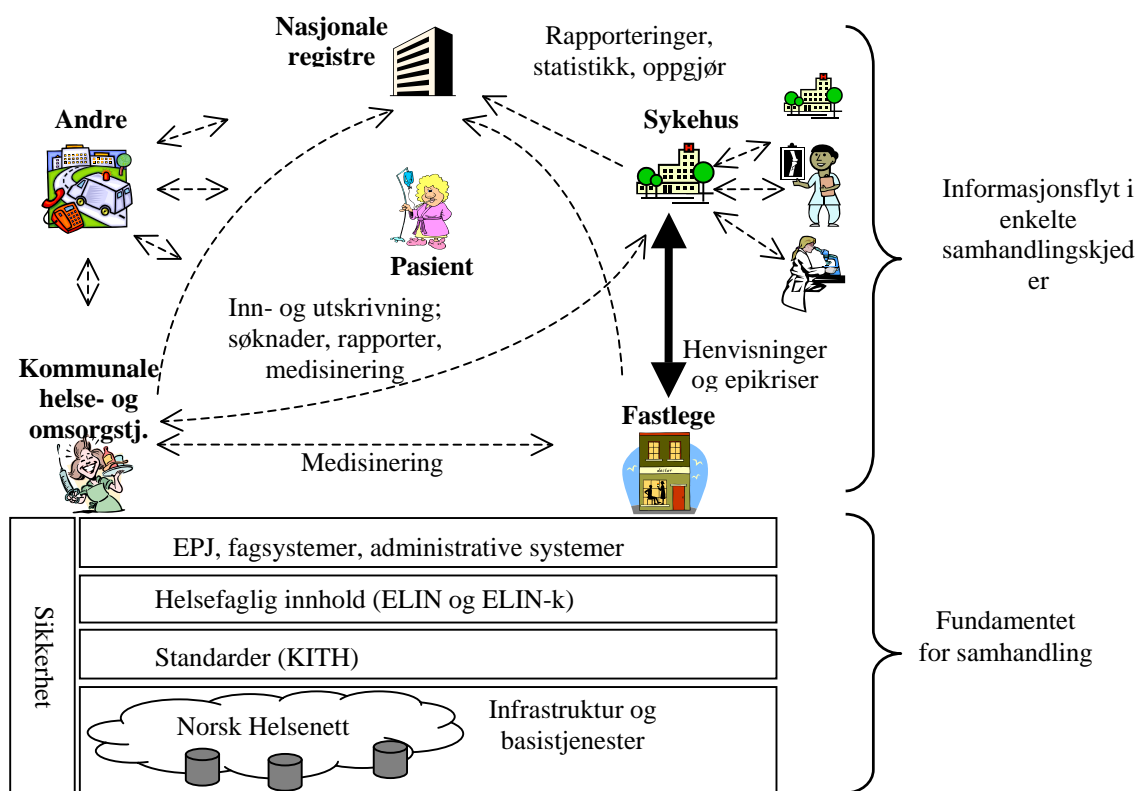 Nasjonale
registre
Rapporteringer,
statistikk, oppgjør
Andre
Sykehus
Informasjonsflyt i
enkelte
samhandlingskjed
er
Pasient
Inn- og utskrivning;
søknader, rapporter,
medisinering
Henvisninger
og epikriser
Kommunale
helse- og
omsorgstj.
Fastlege
Medisinering
Sikkerhet
EPJ, fagsystemer, administrative systemer
Helsefaglig innhold (ELIN og ELIN-k)
Standarder (KITH)
Norsk Helsenett
Infrastruktur og
basistjenester
Fundamentet
for samhandling